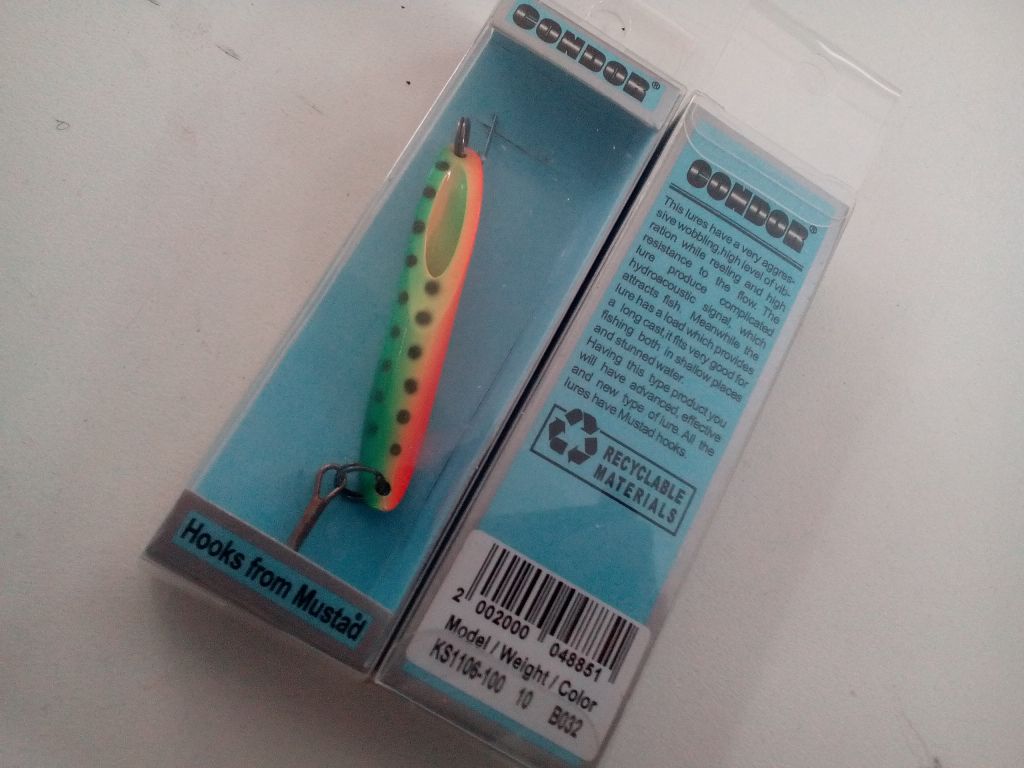 CONDOR®
Hooks from Mustad
CONDOR®
This lures have a very aggres-
sive wobbling,high level of vib-
ration while reeling and high
resistance to the flow. The
lure produce complicated
hydroacoustic signal, which
attracts fish. Meanwhile the
lure has a load which provides
a long cast,it fits very good for
fishing both, in shallow places
and stunned water.
Having this type product you
will have advanced, effective
and new type of lure. All the
lures have Mustad hooks.
RECYCLABLE
MATERIALS
2 002000 048851
Model / Weight / Color
KS1106-100 10 B032